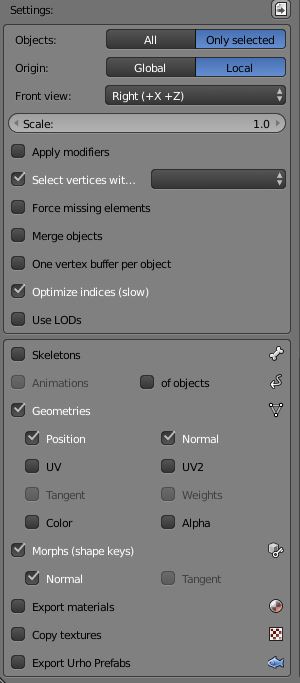 Settings:
Objects: All Only selected
Origin: Global Local
Front view: Right (+X +Z)
Scale: 1.0
Apply modifiers
Select vertices wit...
Force missing elements
Merge objects
One vertex buffer per object
Optimize indices (slow)
Use LODs
Skeletons
Animations of objects
Geometries
Position Normal
UV UV2
Tangent Weights
Color Alpha
Morphs (shape keys)
Normal Tangent
Export materials
Copy textures
Export Urho Prefabs